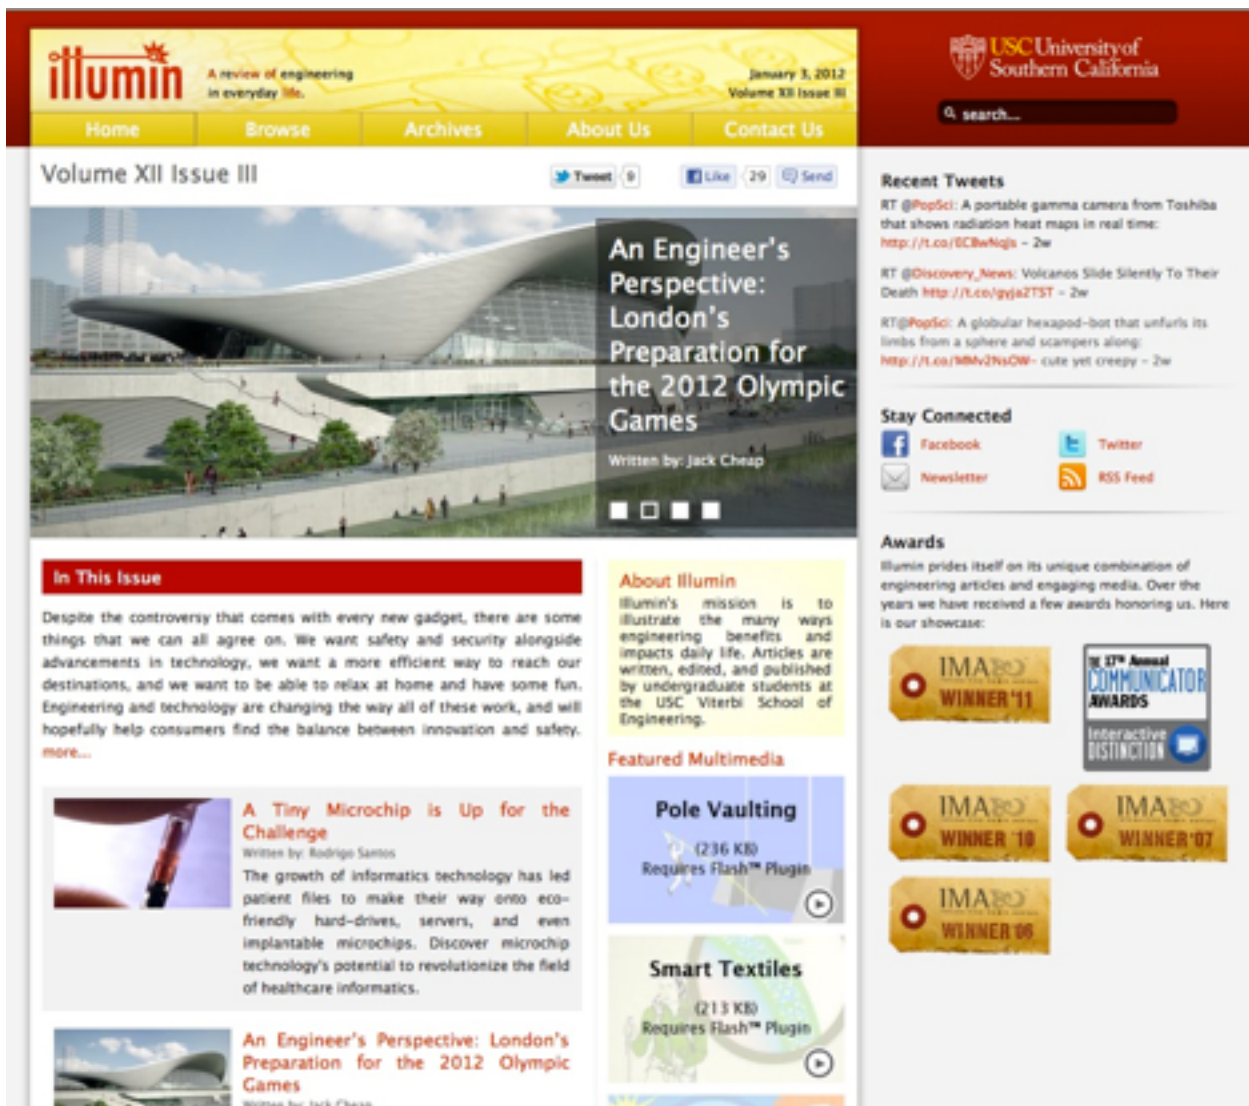 illumin
A review of engineering
in everyday life.
January 3, 2012
Volume XII Issue III
USC University of
Southern California
search...
Home
Browse
Archives
About Us
Contact Us
Volume XII Issue III
Tweet
9
Like
29
Send
An Engineer's
Perspective:
London's
Preparation for
the 2012 Olympic
Games
Written by: Jack Cheap
In This Issue
Despite the controversy that comes with every new gadget, there are some
things that we can all agree on. We want safety and security alongside
advancements in technology, we want a more efficient way to reach our
destinations, and we want to be able to relax at home and have some fun.
Engineering and technology are changing the way all of these work, and will
hopefully help consumers find the balance between innovation and safety.
more...
A Tiny Microchip is Up for the
Challenge
Written by: Rodrigo Santos
The growth of informatics technology has led
patient files to make their way onto eco-
friendly hard-drives, servers, and even
implantable microchips. Discover microchip
technology's potential to revolutionize the field
of healthcare informatics.
An Engineer's Perspective: London's
Preparation for the 2012 Olympic
Games
Written by: Jack Cheap
About Illumin
Illumin's mission is to
illustrate the many ways
engineering benefits and
impacts daily life. Articles are
written, edited, and published
by undergraduate students at
the USC Viterbi School of
Engineering.
Featured Multimedia
Pole Vaulting
(236 KB)
Requires Flash™ Plugin
Smart Textiles
(213 KB)
Requires Flash™ Plugin
Recent Tweets
RT @PopSci: A portable gamma camera from Toshiba
that shows radiation heat maps in real time:
- 2w
RT @Discovery_News: Volcanos Slide Silently To Their
Death http://t.co/gyja2TST - 2w
RT@PopSci: A globular hexapod-bot that unfurls its
limbs from a sphere and scampers along:
http://t.co/MMv2NsOW- cute yet creepy - 2w
Stay Connected
Facebook
Twitter
Newsletter
RSS Feed
Awards
Illumin prides itself on its unique combination of
engineering articles and engaging media. Over the
years we have received a few awards honoring us. Here
is our showcase:
IMA
WINNER '11
THE 17th Annual
COMMUNICATOR
AWARDS
Interactive
DISTINCTION
IMA
WINNER '10
IMA
WINNER '07
IMA
WINNER '06